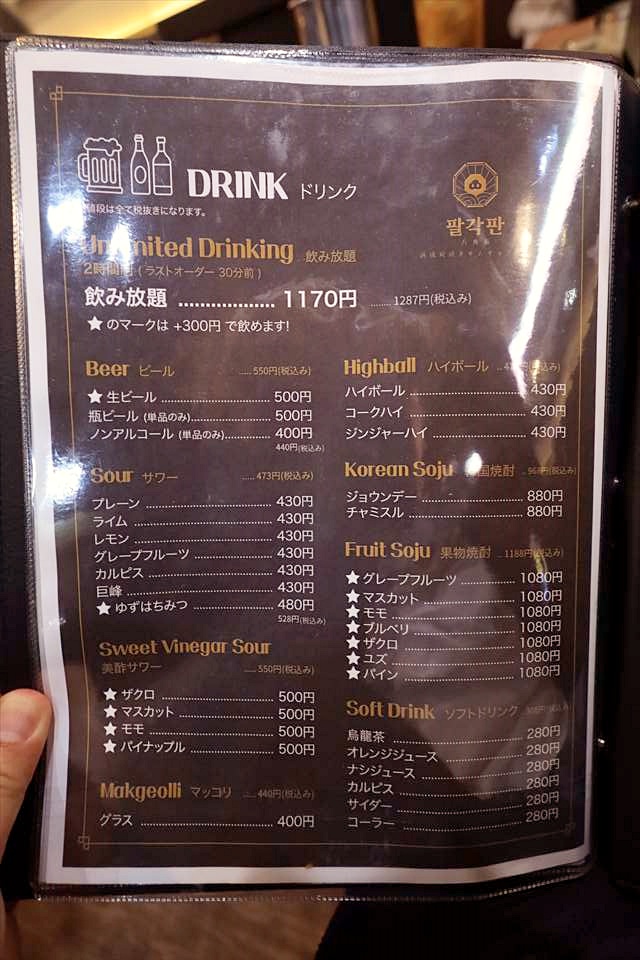 DRINK ドリンク
値段は全て税抜きになります。
팔각판
Unlimited Drinking 飲み放題
2時間制 ( ラストオーダー 30分前 )
飲み放題 .................. 1170円 ....... 1287円(税込み)
★ のマークは +300円 で飲めます!
Beer ビール ..... 550円(税込み)
★ 生ビール 500円
瓶ビール (単品のみ) 500円
ノンアルコール (単品のみ) 400円
440円(税込み)
Sour サワー ..... 473円(税込み)
プレーン 430円
ライム 430円
レモン 430円
グレープフルーツ 430円
カルピス 430円
巨峰 430円
★ ゆずはちみつ 480円
528円(税込み)
Sweet Vinegar Sour
美酢サワー ..... 550円(税込み)
★ ザクロ 500円
★ マスカット 500円
★ モモ 500円
★ パイナップル 500円
Makgeolli マッコリ ..... 440円(税込み)
グラス 400円
Highball ハイボール 円(税込み)
ハイボール 430円
コークハイ 430円
ジンジャーハイ 430円
Korean Soju 国焼酎 .. 968円(税込み)
ジョウンデー 880円
チャミスル 880円
Fruit Soju 果物焼酎 .. 1188円(税込み)
★ グレープフルーツ 1080円
★ マスカット 1080円
★ モモ 1080円
★ ブルベリ 1080円
★ ザクロ 1080円
★ ユズ 1080円
★ パイン 1080円
Soft Drink ソフトドリンク 308円(税込み)
烏龍茶 280円
オレンジジュース 280円
ナシジュース 280円
カルピス 280円
サイダー 280円
コーラー 280円